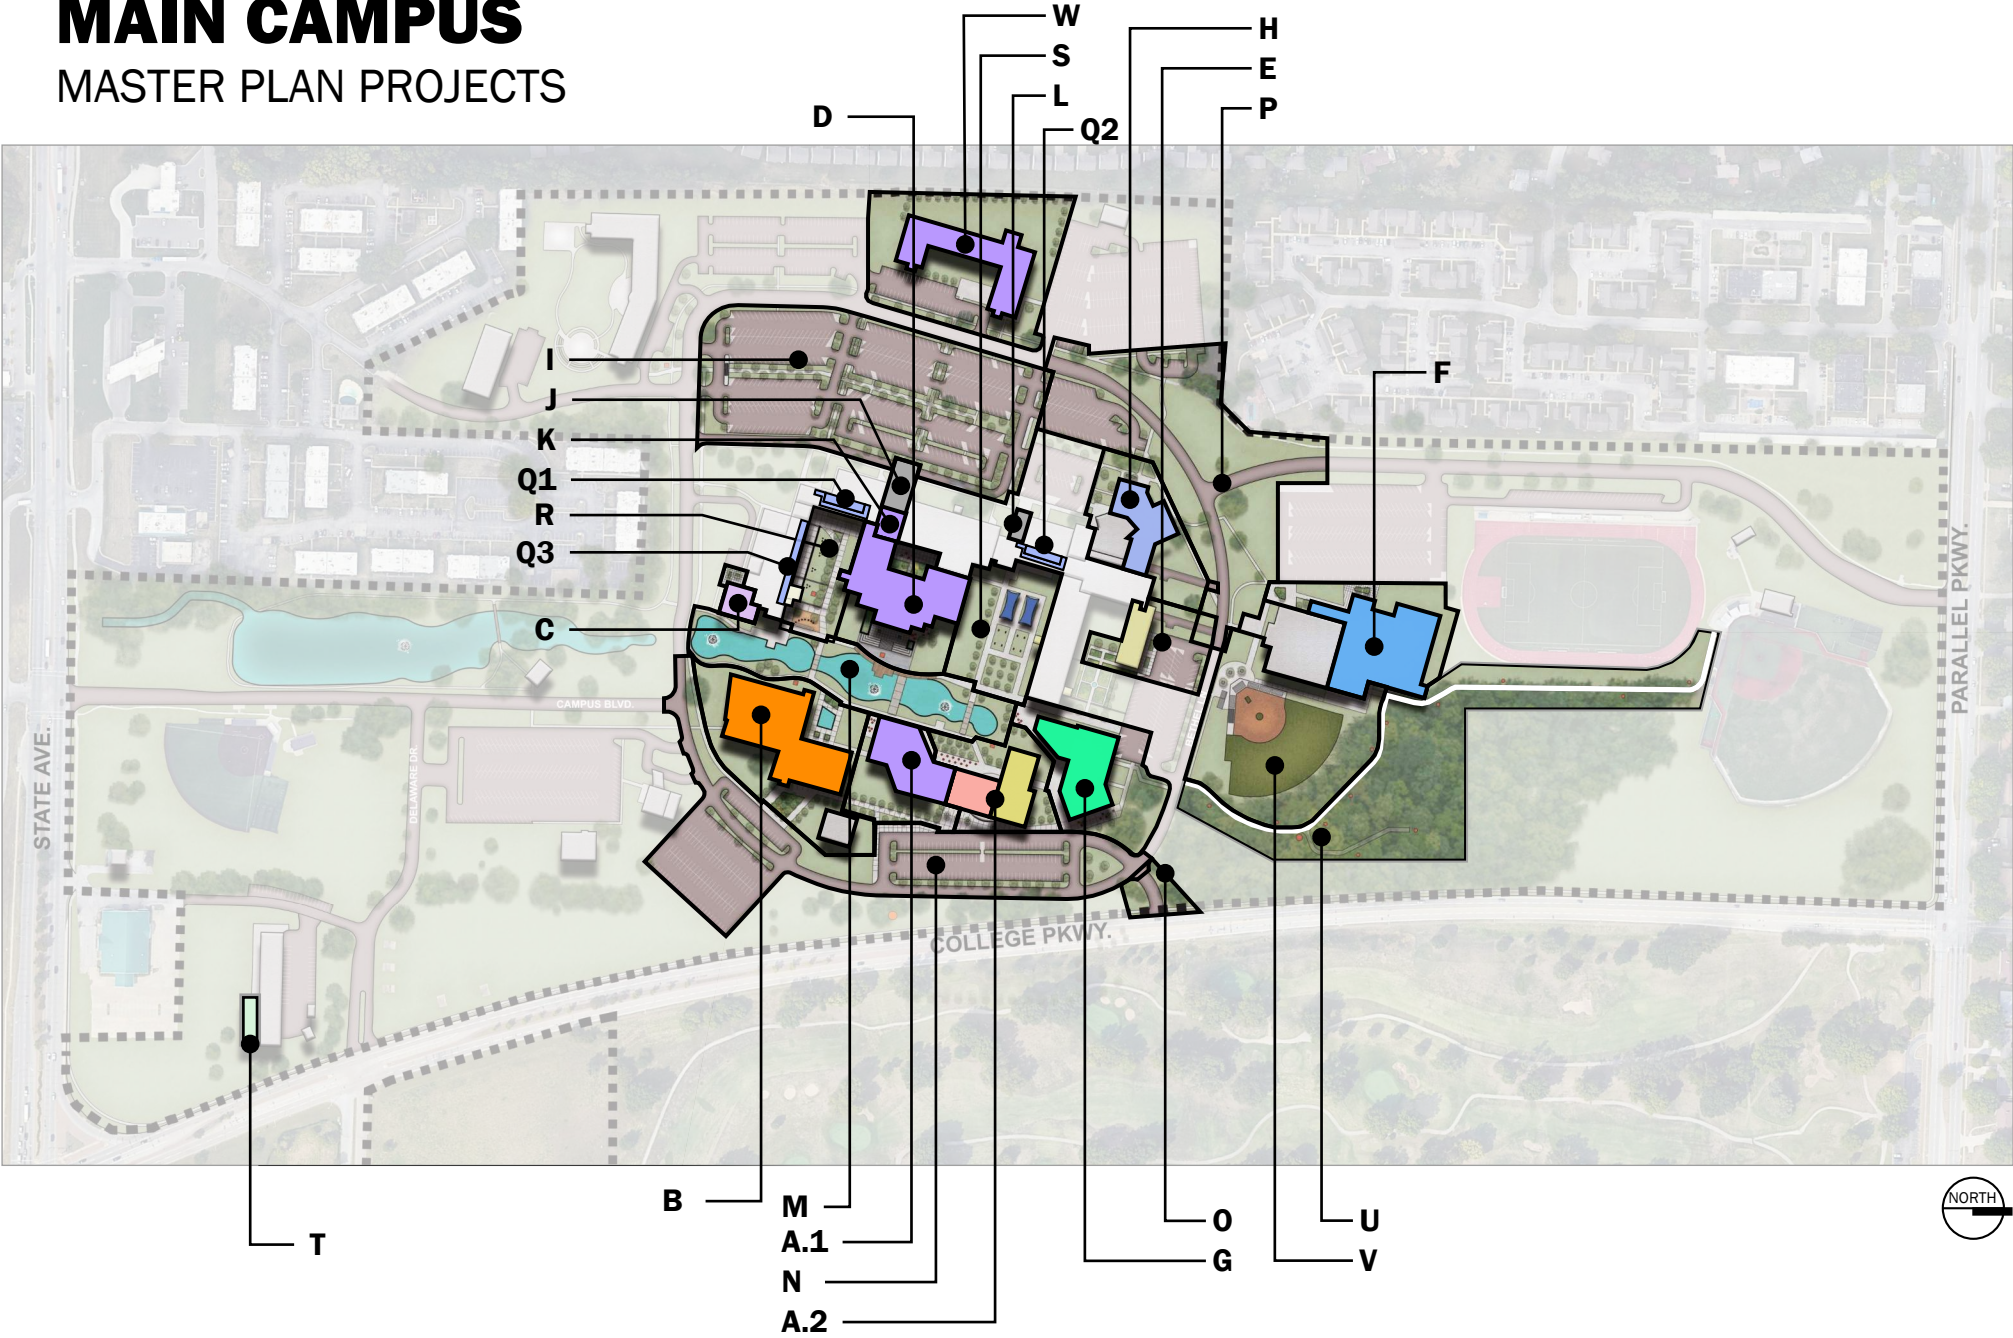 MAIN CAMPUS
MASTER PLAN PROJECTS
W
S
L
Q2
D
H
E
P
I
J
K
Q1
R
Q3
C
F
CAMPUS BLVD.
DELAWARE DR.
STATE AVE.
PARALLEL PKWY.
COLLEGE PKWY.
B
M
A.1
N
A.2
T
O
G
U
V
NORTH